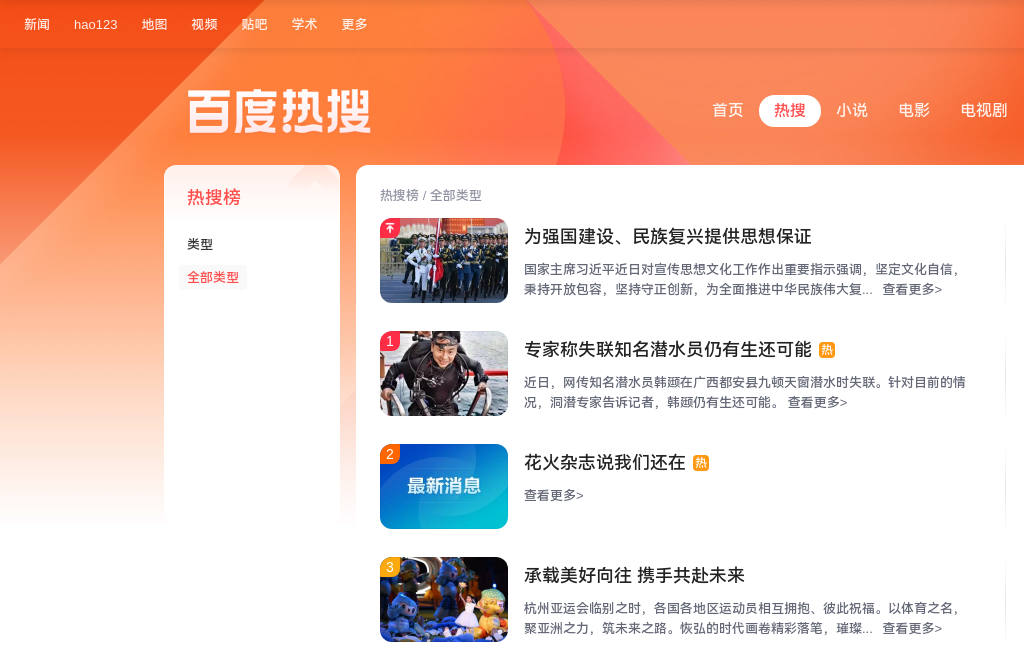 新闻 hao123 地图 视频 贴吧 学术 更多
百度热搜
首页 热搜 小说 电影 电视剧
热搜榜
类型
全部类型
热搜榜 / 全部类型
为强国建设、民族复兴提供思想保证
国家主席习近平近日对宣传思想文化工作作出重要指示强调，坚定文化自信，
秉持开放包容，坚持守正创新，为全面推进中华民族伟大复... 查看更多>
1
专家称失联知名潜水员仍有生还可能 热
近日，网传知名潜水员韩颋在广西都安县九顿天窗潜水时失联。针对目前的情
况，洞潜专家告诉记者，韩颋仍有生还可能。 查看更多>
2
最新消息
花火杂志说我们还在 热
查看更多>
3
承载美好向往 携手共赴未来
杭州亚运会临别之时，各国各地区运动员相互拥抱、彼此祝福。以体育之名，
聚亚洲之力，筑未来之路。恢弘的时代画卷精彩落笔，璀璨... 查看更多>